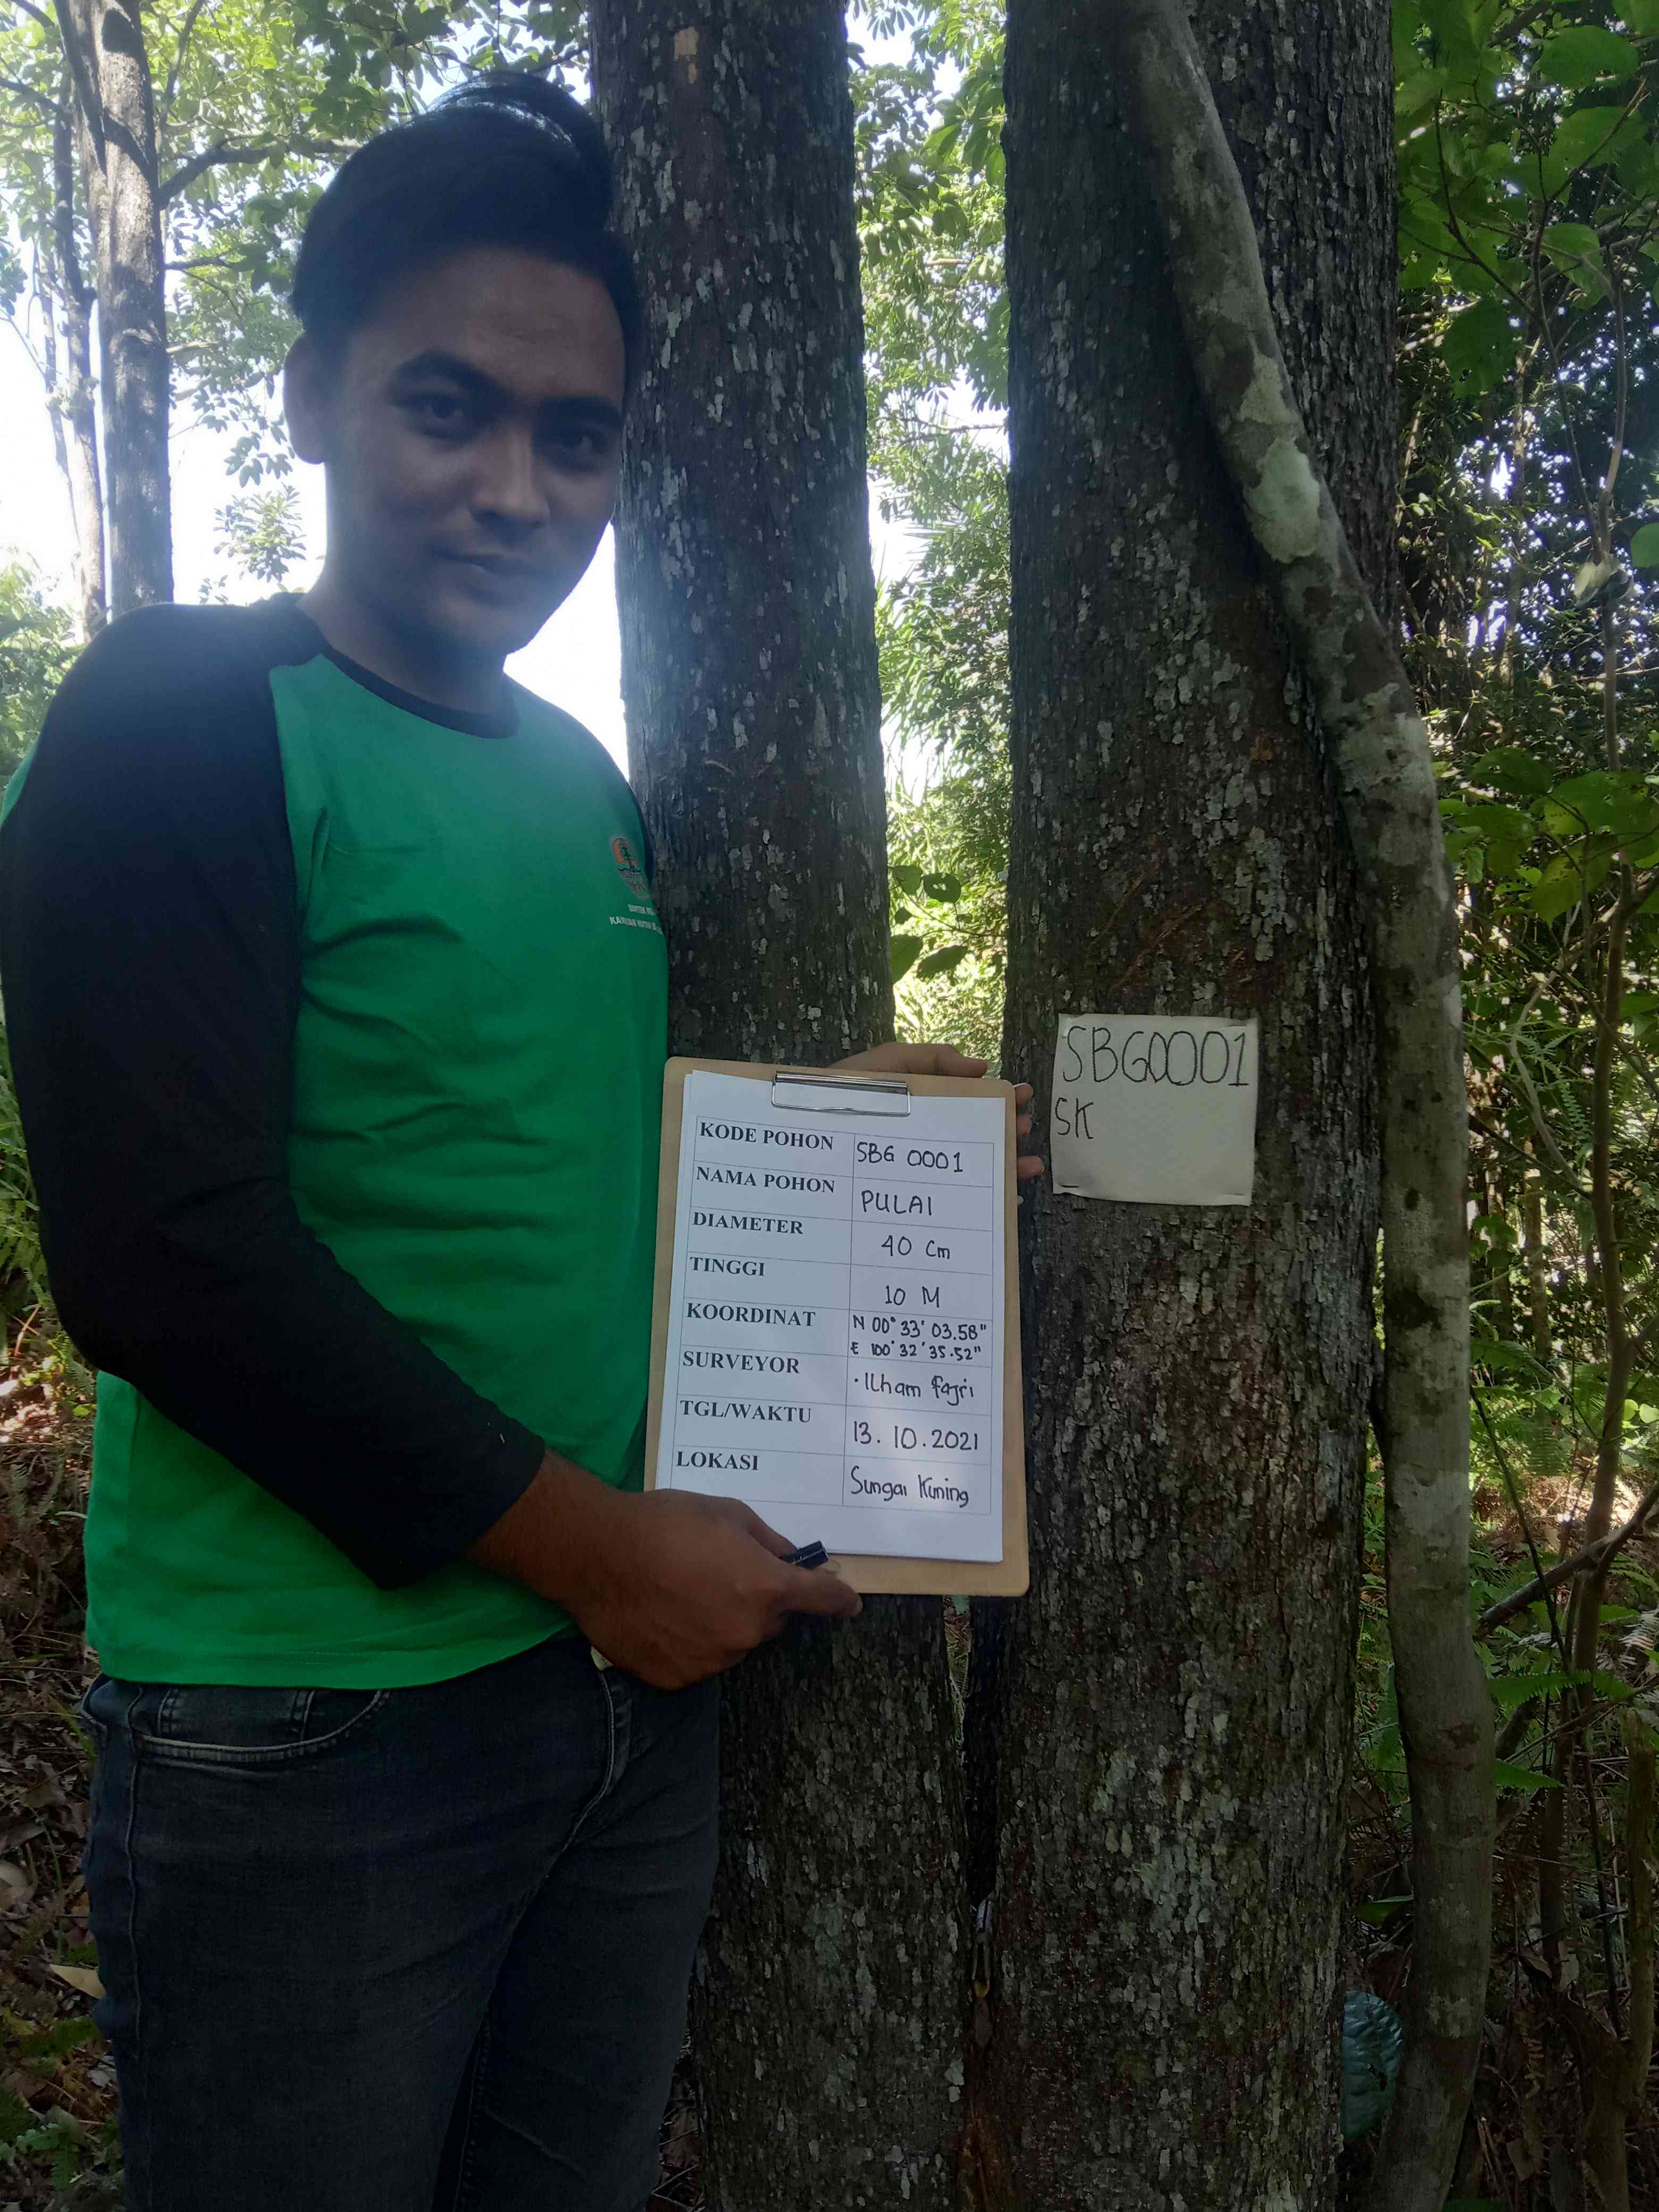 SBG0001
SK
KODE POHON SBG 0001
NAMA POHON PULAI
DIAMETER 40 Cm
TINGGI 10 M
KOORDINAT N 00° 33' 03.58"
E 100° 32' 35.52"
SURVEYOR • Ilham fajri
TGL/WAKTU 13.10.2021
LOKASI Sungai Kuning